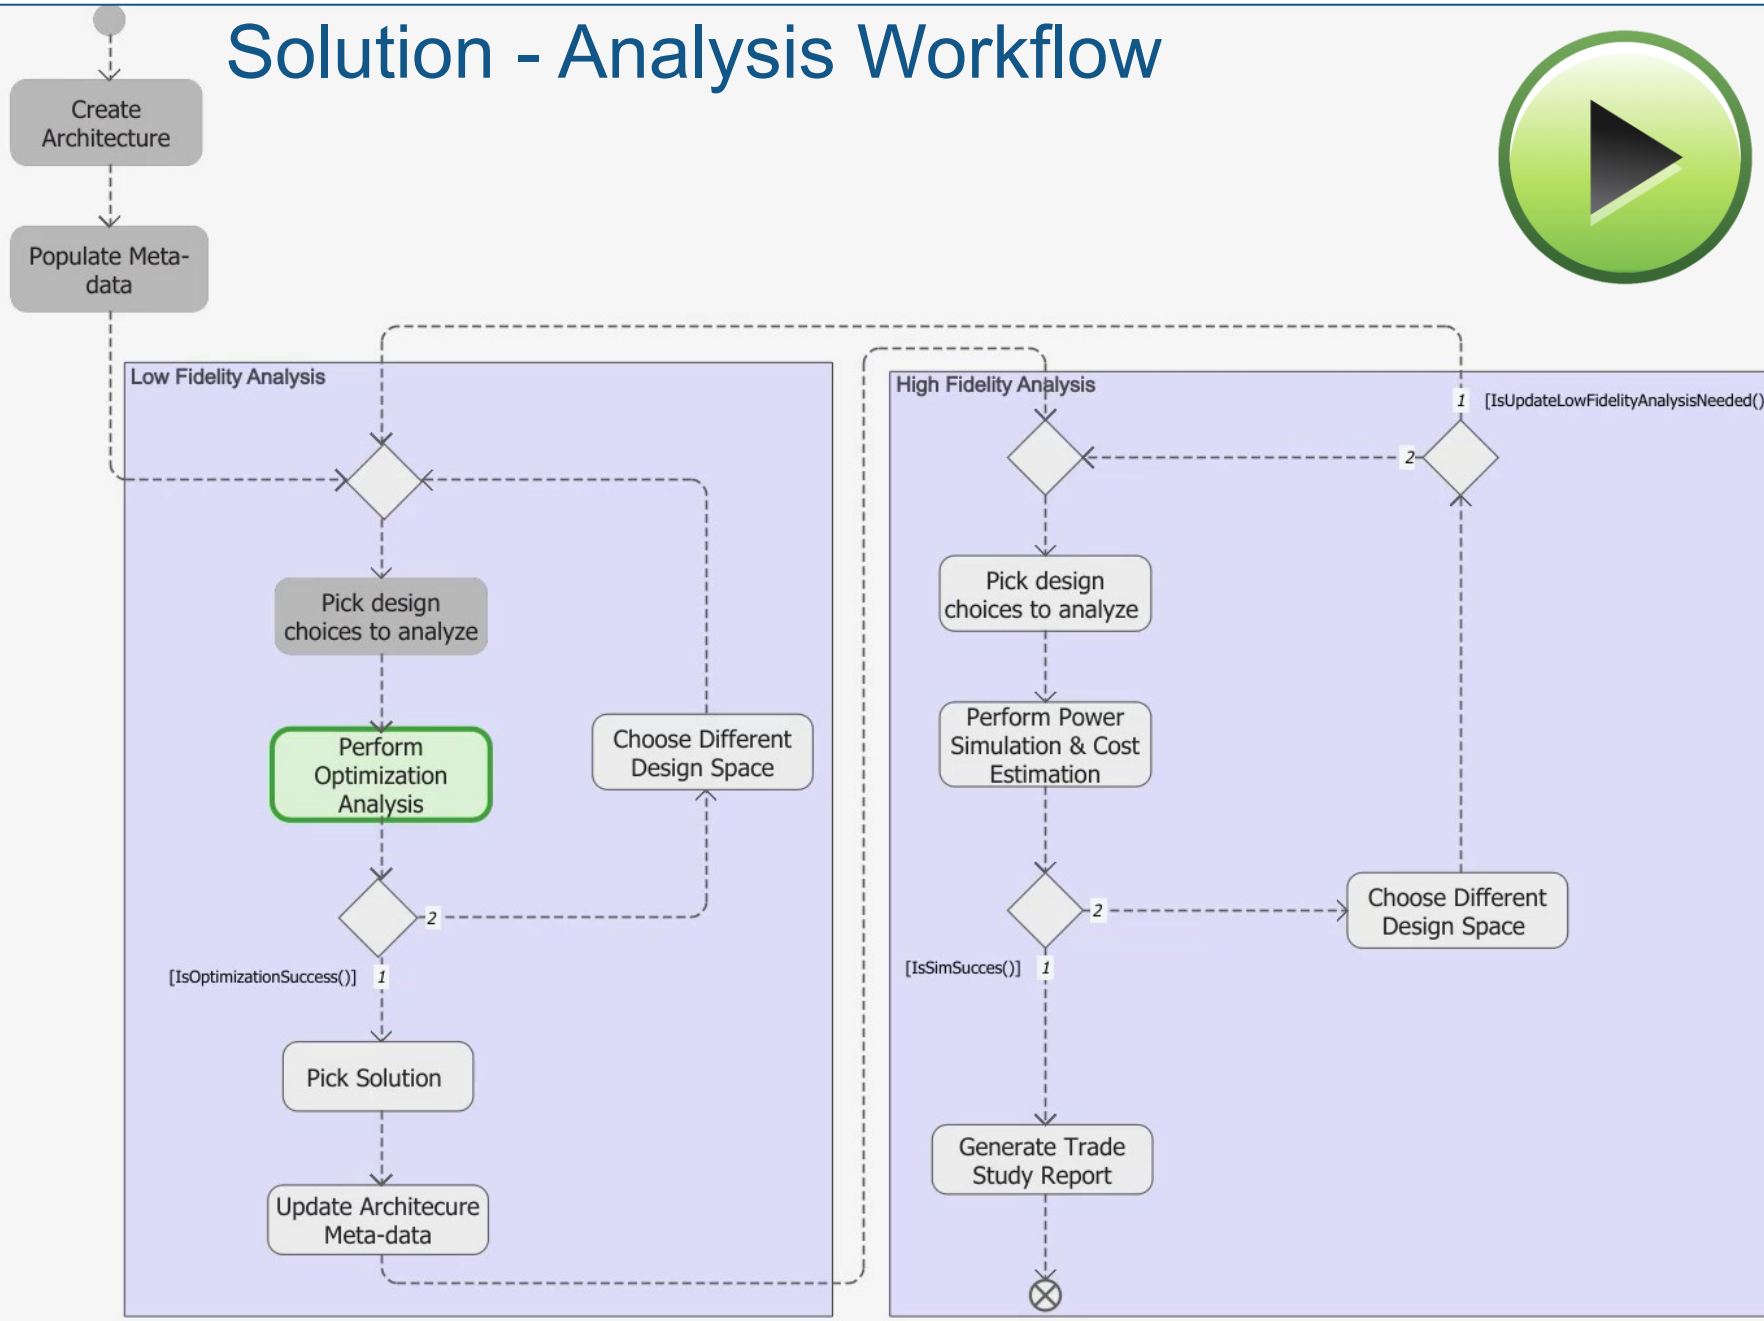 Solution - Analysis Workflow
Create
Architecture
Populate Meta-
data
Low Fidelity Analysis
Pick design
choices to analyze
Perform
Optimization
Analysis
Choose Different
Design Space
2
[IsOptimizationSuccess()]
1
Pick Solution
Update Architecure
Meta-data
High Fidelity Analysis
1
[IsUpdateLowFidelityAnalysisNeeded()
2
Pick design
choices to analyze
Perform Power
Simulation & Cost
Estimation
2
Choose Different
Design Space
[IsSimSucces()]
1
Generate Trade
Study Report